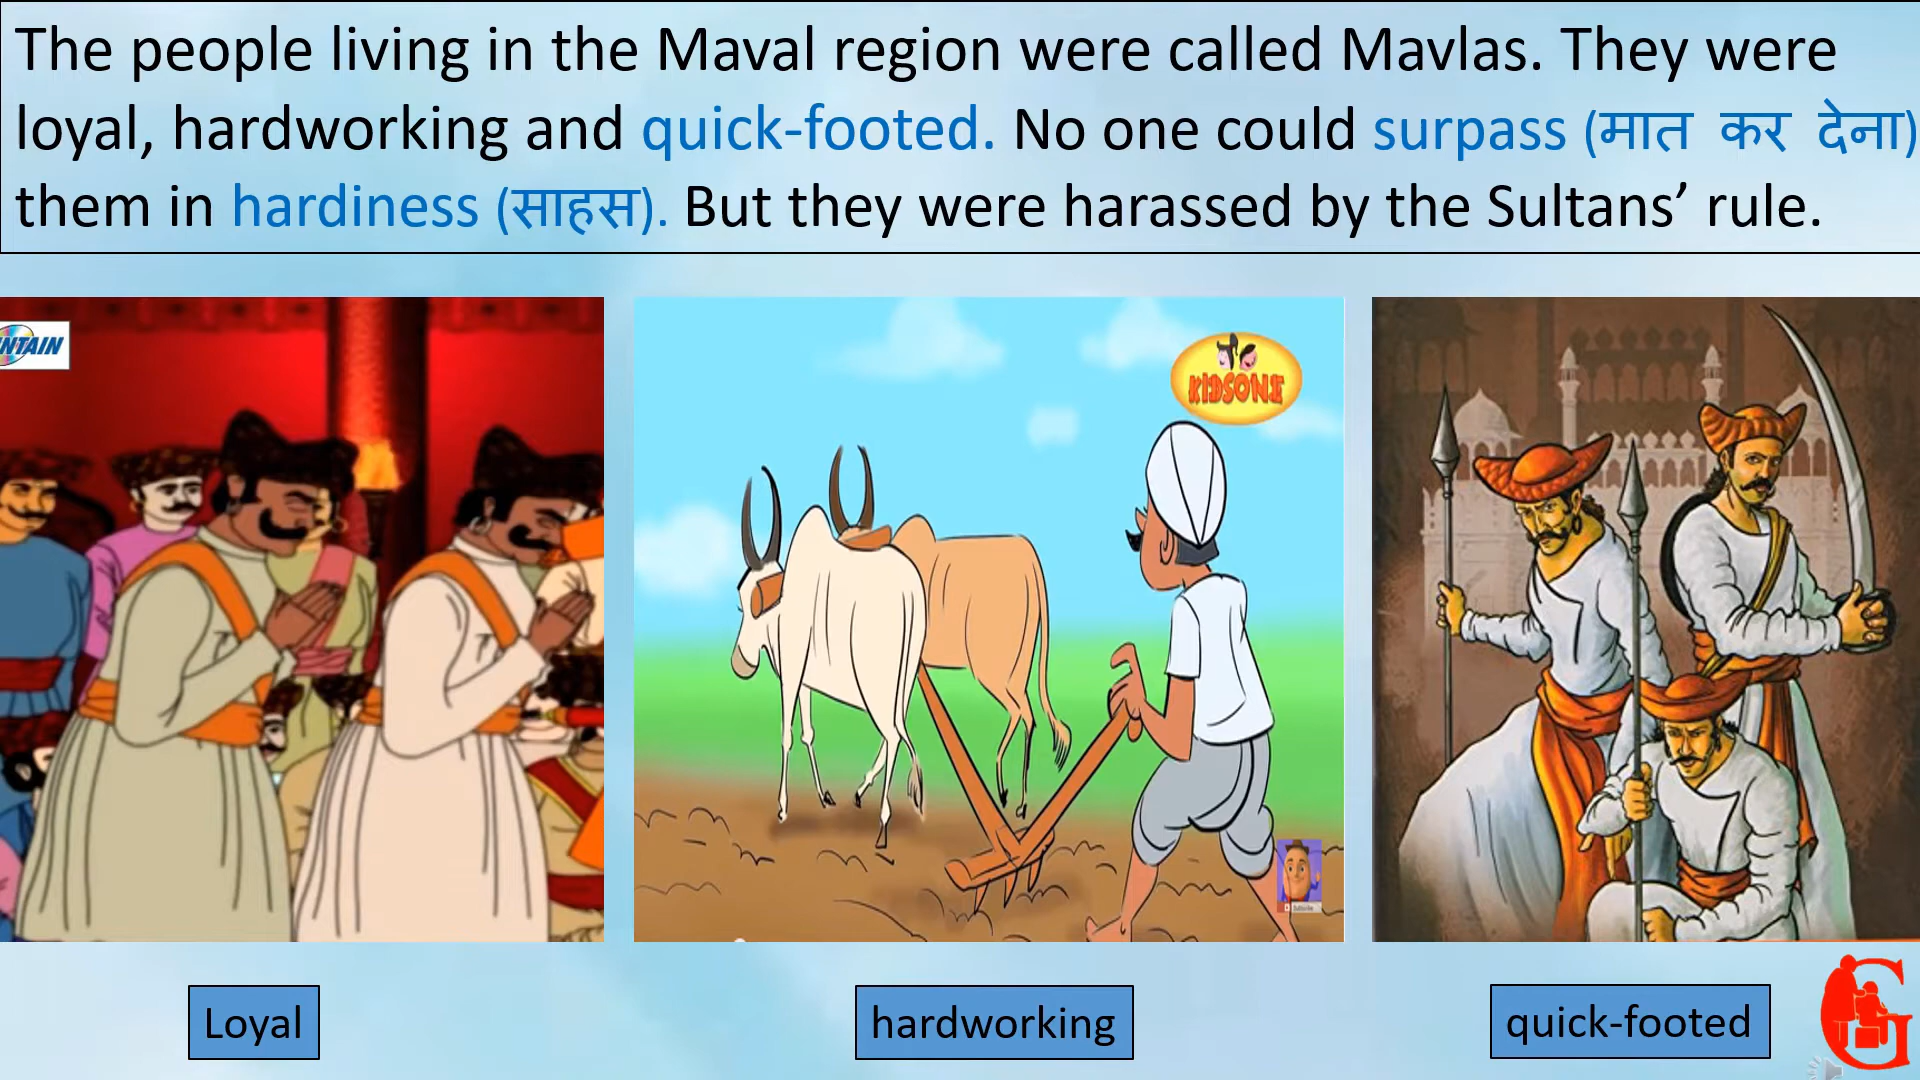 The people living in the Maval region were called Mavlas. They were
loyal, hardworking and quick-footed. No one could surpass (मात कर देना)
them in hardiness (साहस). But they were harassed by the Sultans’ rule.
NTAIN
KIDSONE
Loyal
hardworking
quick-footed
G